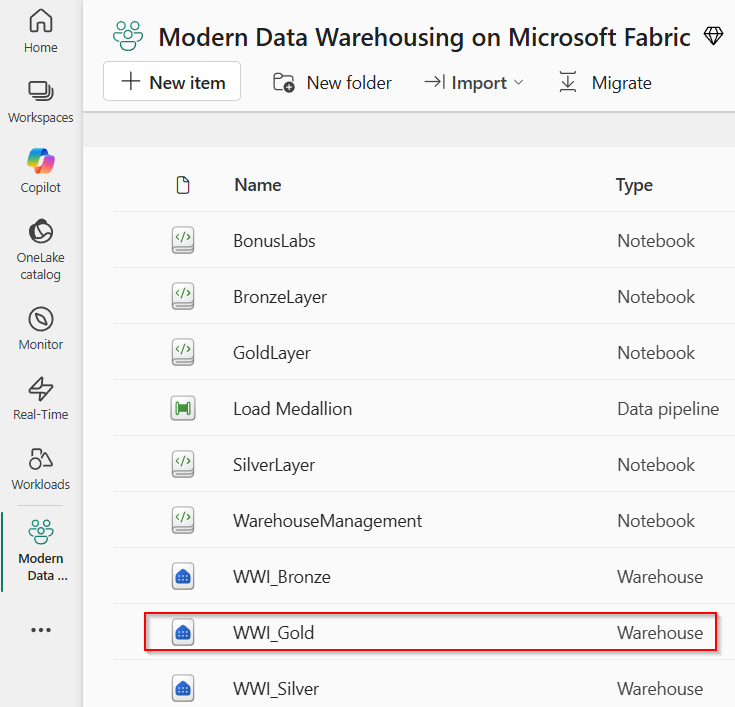 Home
Workspaces
Copilot
OneLake
catalog
Monitor
Real-Time
Workloads
Modern
Data ...
Modern Data Warehousing on Microsoft Fabric
New item
New folder
Import
Migrate
Name Type
BonusLabs Notebook
BronzeLayer Notebook
GoldLayer Notebook
Load Medallion Data pipeline
SilverLayer Notebook
WarehouseManagement Notebook
WWI_Bronze Warehouse
WWI_Gold Warehouse
WWI_Silver Warehouse